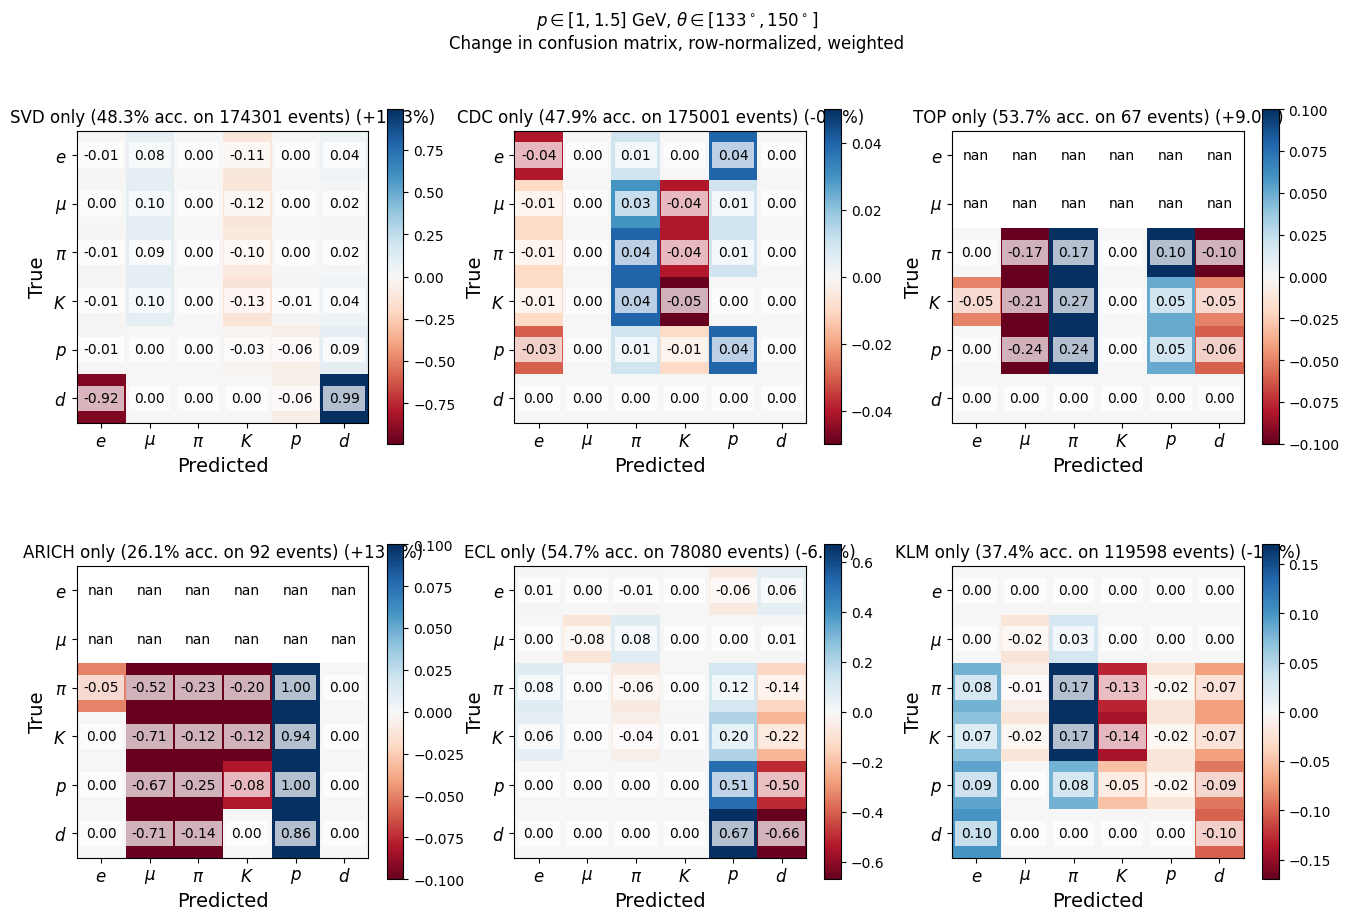 p ∈ [1, 1.5] GeV, θ ∈ [133°, 150°]
Change in confusion matrix, row-normalized, weighted
SVD only (48.3% acc. on 174301 events)
True
e -0.01 0.08 0.00 -0.11 0.00 0.04
μ 0.00 0.10 0.00 -0.12 0.00 0.02
π -0.01 0.09 0.00 -0.10 0.00 0.02
K -0.01 0.10 0.00 -0.13 -0.01 0.04
p -0.01 0.00 0.00 -0.03 -0.06 0.09
d -0.92 0.00 0.00 0.00 -0.06 0.99
e μ π K p d
Predicted
0.75
0.50
0.25
0.00
−0.25
−0.50
−0.75
CDC only (47.9% acc. on 175001 events)
True
e -0.04 0.00 0.01 0.00 0.04 0.00
μ -0.01 0.00 0.03 -0.04 0.01 0.00
π -0.01 0.00 0.04 -0.04 0.01 0.00
K -0.01 0.00 0.04 -0.05 0.00 0.00
p -0.03 0.00 0.01 -0.01 0.04 0.00
d 0.00 0.00 0.00 0.00 0.00 0.00
e μ π K p d
Predicted
0.04
0.02
0.00
−0.02
−0.04
TOP only (53.7% acc. on 67 events)
True
e nan nan nan nan nan nan
μ nan nan nan nan nan nan
π 0.00 -0.17 0.17 0.00 0.10 -0.10
K -0.05 -0.21 0.27 0.00 0.05 -0.05
p 0.00 -0.24 0.24 0.00 0.05 -0.06
d 0.00 0.00 0.00 0.00 0.00 0.00
e μ π K p d
Predicted
0.100
0.075
0.050
0.025
0.000
−0.025
−0.050
−0.075
−0.100
ARICH only (26.1% acc. on 92 events)
True
e nan nan nan nan nan nan
μ nan nan nan nan nan nan
π -0.05 -0.52 -0.23 -0.20 1.00 0.00
K 0.00 -0.71 -0.12 -0.12 0.94 0.00
p 0.00 -0.67 -0.25 -0.08 1.00 0.00
d 0.00 -0.71 -0.14 0.00 0.86 0.00
e μ π K p d
Predicted
0.100
0.075
0.050
0.025
0.000
−0.025
−0.050
−0.075
−0.100
ECL only (54.7% acc. on 78080 events)
True
e 0.01 0.00 -0.01 0.00 -0.06 0.06
μ 0.00 -0.08 0.08 0.00 0.00 0.01
π 0.08 0.00 -0.06 0.00 0.12 -0.14
K 0.06 0.00 -0.04 0.01 0.20 -0.22
p 0.00 0.00 0.00 0.00 0.51 -0.50
d 0.00 0.00 0.00 0.00 0.67 -0.66
e μ π K p d
Predicted
0.6
0.4
0.2
0.0
−0.2
−0.4
−0.6
KLM only (37.4% acc. on 119598 events)
True
e 0.00 0.00 0.00 0.00 0.00 0.00
μ 0.00 -0.02 0.03 0.00 0.00 0.00
π 0.08 -0.01 0.17 -0.13 -0.02 -0.07
K 0.07 -0.02 0.17 -0.14 -0.02 -0.07
p 0.09 0.00 0.08 -0.05 -0.02 -0.09
d 0.10 0.00 0.00 0.00 0.00 -0.10
e μ π K p d
Predicted
0.15
0.10
0.05
0.00
−0.05
−0.10
−0.15